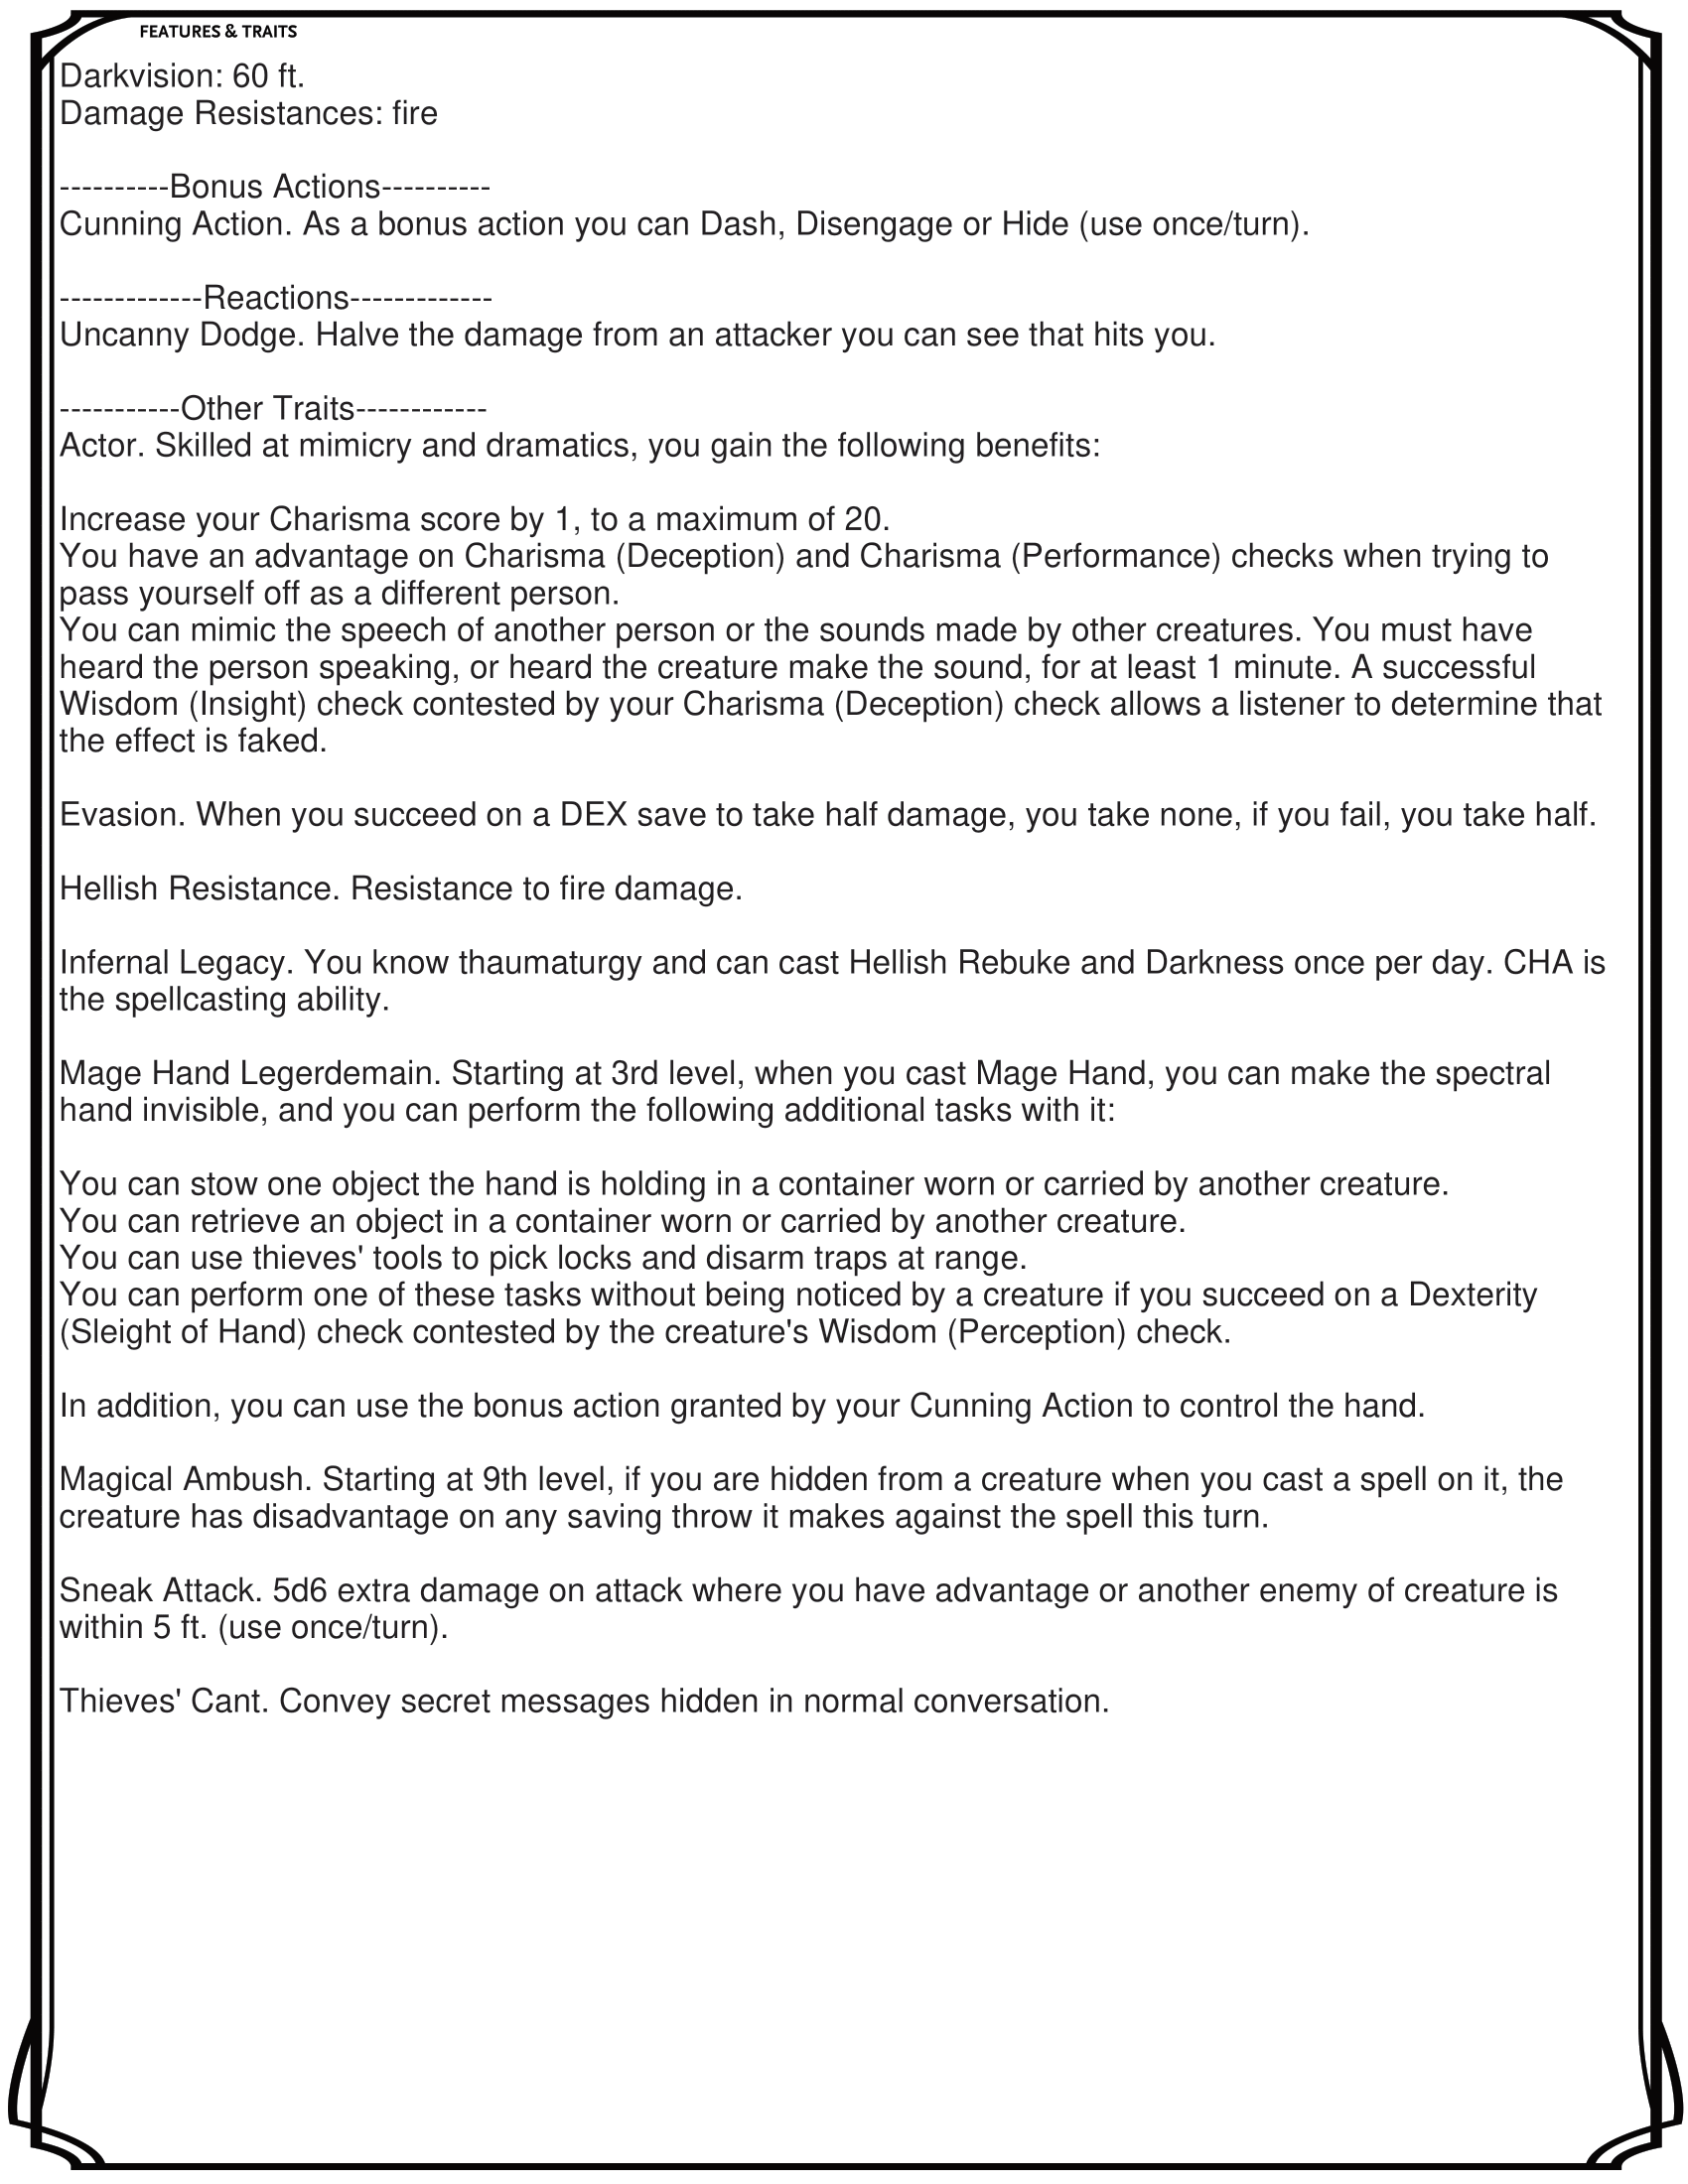 FEATURES & TRAITS
Darkvision: 60 ft.
Damage Resistances: fire
----------Bonus Actions----------
Cunning Action. As a bonus action you can Dash, Disengage or Hide (use once/turn).
-------------Reactions-------------
Uncanny Dodge. Halve the damage from an attacker you can see that hits you.
-----------Other Traits------------
Actor. Skilled at mimicry and dramatics, you gain the following benefits:
Increase your Charisma score by 1, to a maximum of 20.
You have an advantage on Charisma (Deception) and Charisma (Performance) checks when trying to
pass yourself off as a different person.
You can mimic the speech of another person or the sounds made by other creatures. You must have
heard the person speaking, or heard the creature make the sound, for at least 1 minute. A successful
Wisdom (Insight) check contested by your Charisma (Deception) check allows a listener to determine that
the effect is faked.
Evasion. When you succeed on a DEX save to take half damage, you take none, if you fail, you take half.
Hellish Resistance. Resistance to fire damage.
Infernal Legacy. You know thaumaturgy and can cast Hellish Rebuke and Darkness once per day. CHA is
the spellcasting ability.
Mage Hand Legerdemain. Starting at 3rd level, when you cast Mage Hand, you can make the spectral
hand invisible, and you can perform the following additional tasks with it:
You can stow one object the hand is holding in a container worn or carried by another creature.
You can retrieve an object in a container worn or carried by another creature.
You can use thieves' tools to pick locks and disarm traps at range.
You can perform one of these tasks without being noticed by a creature if you succeed on a Dexterity
(Sleight of Hand) check contested by the creature's Wisdom (Perception) check.
In addition, you can use the bonus action granted by your Cunning Action to control the hand.
Magical Ambush. Starting at 9th level, if you are hidden from a creature when you cast a spell on it, the
creature has disadvantage on any saving throw it makes against the spell this turn.
Sneak Attack. 5d6 extra damage on attack where you have advantage or another enemy of creature is
within 5 ft. (use once/turn).
Thieves' Cant. Convey secret messages hidden in normal conversation.